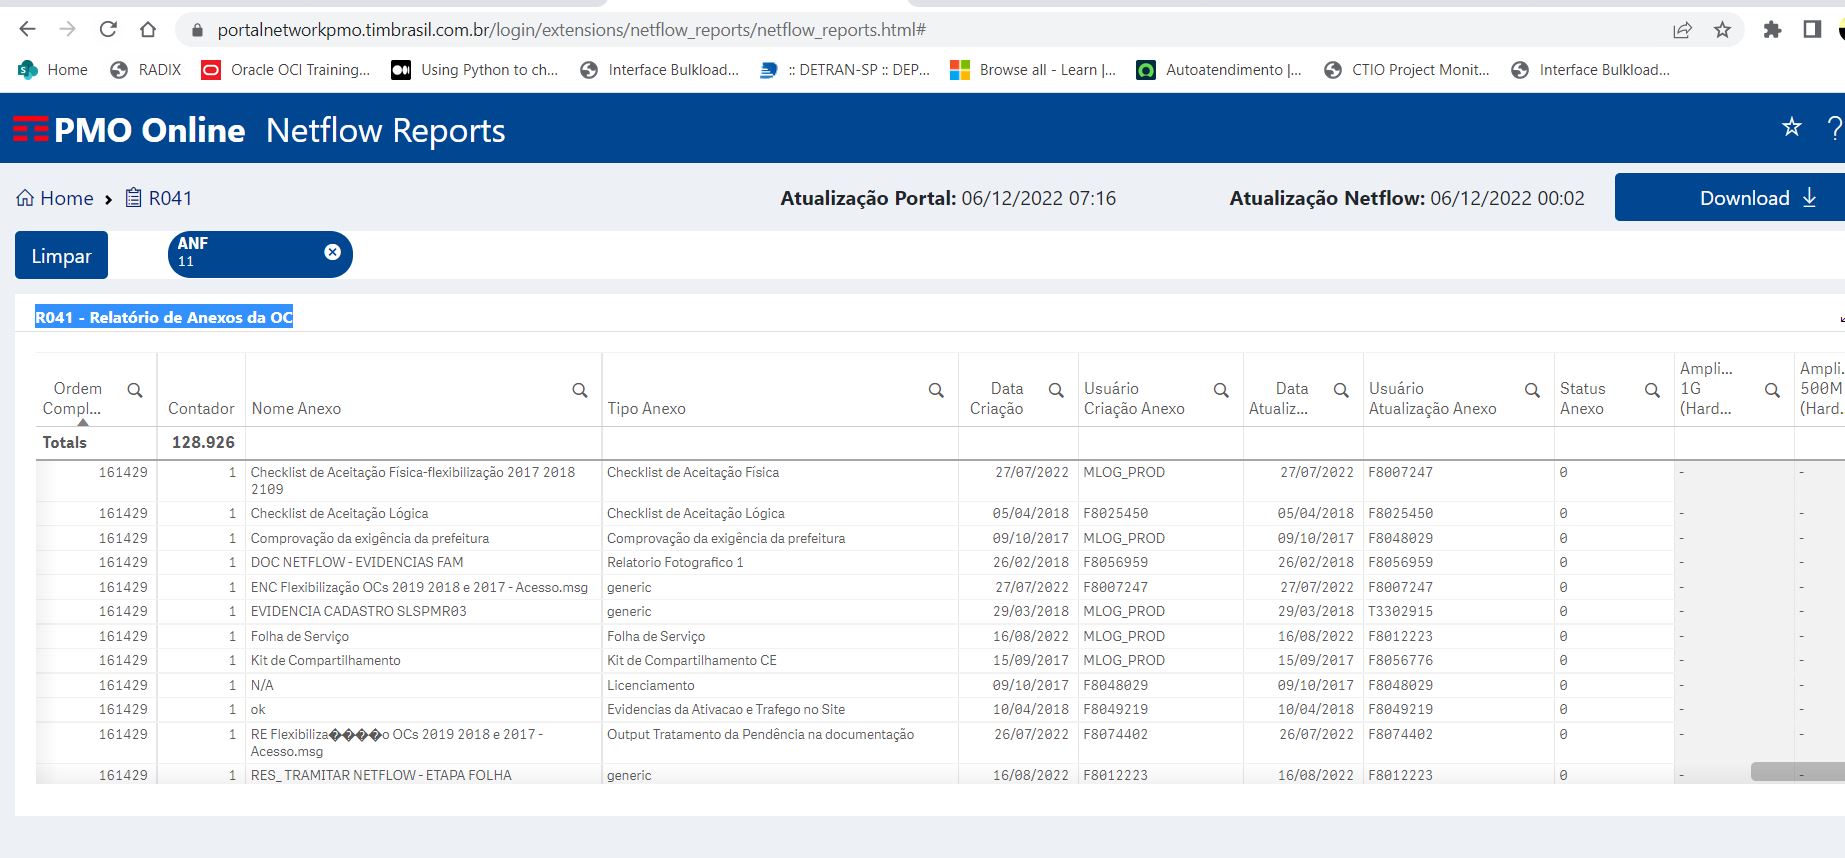 portalnetworkpmo.timbrasil.com.br/login/extensions/netflow_reports/netflow_reports.html#
Home RADIX Oracle OCI Training... Using Python to ch... Interface Bulkload... :: DETRAN-SP :: DEP... Browse all - Learn |... Autoatendimento |... CTIO Project Monit... Interface Bulkload...
PMO Online Netflow Reports
Home > R041 Atualização Portal: 06/12/2022 07:16 Atualização Netflow: 06/12/2022 00:02 Download
Limpar
ANF
11
R041 - Relatório de Anexos da OC
Ordem Compl... Contador Nome Anexo Tipo Anexo Data Criação Usuário Criação Anexo Data Atualiz... Usuário Atualização Anexo Status Anexo Ampli... 1G (Hard... Ampli. 500M (Hard.
Totals 128.926
161429 1 Checklist de Aceitação Física-flexibilização 2017 2018 2109 Checklist de Aceitação Física 27/07/2022 MLOG_PROD 27/07/2022 F8007247 0 - -
161429 1 Checklist de Aceitação Lógica Checklist de Aceitação Lógica 05/04/2018 F8025450 05/04/2018 F8025450 0 - -
161429 1 Comprovação da exigência da prefeitura Comprovação da exigência da prefeitura 09/10/2017 MLOG_PROD 09/10/2017 F8048029 0 - -
161429 1 DOC NETFLOW - EVIDENCIAS FAM Relatorio Fotografico 1 26/02/2018 F8056959 26/02/2018 F8056959 0 - -
161429 1 ENC Flexibilização OCs 2019 2018 e 2017 - Acesso.msg generic 27/07/2022 F8007247 27/07/2022 F8007247 0 - -
161429 1 EVIDENCIA CADASTRO SLSPMR03 generic 29/03/2018 MLOG_PROD 29/03/2018 T3302915 0 - -
161429 1 Folha de Serviço Folha de Serviço 16/08/2022 MLOG_PROD 16/08/2022 F8012223 0 - -
161429 1 Kit de Compartilhamento Kit de Compartilhamento CE 15/09/2017 MLOG_PROD 15/09/2017 F8056776 0 - -
161429 1 N/A Licenciamento 09/10/2017 F8048029 09/10/2017 F8048029 0 - -
161429 1 ok Evidencias da Ativacao e Trafego no Site 10/04/2018 F8049219 10/04/2018 F8049219 0 - -
161429 1 RE Flexibiliza����o OCs 2019 2018 e 2017 - Acesso.msg Output Tratamento da Pendência na documentação 26/07/2022 F8074402 26/07/2022 F8074402 0 - -
161429 1 RES_ TRAMITAR NETFLOW - ETAPA FOLHA generic 16/08/2022 F8012223 16/08/2022 F8012223 0 - -